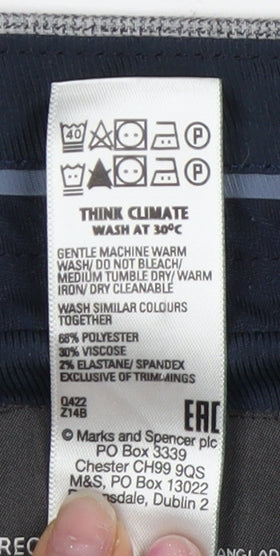 40 P
P
THINK CLIMATE
WASH AT 30°C
GENTLE MACHINE WARM
WASH/ DO NOT BLEACH/
MEDIUM TUMBLE DRY/ WARM
IRON/ DRY CLEANABLE
WASH SIMILAR COLOURS
TOGETHER
68% POLYESTER
30% VISCOSE
2% ELASTANE/ SPANDEX
EXCLUSIVE OF TRIMMINGS
Q422
Z14B
EAC
© Marks and Spencer plc
PO Box 3339
Chester CH99 9QS
M&S, PO Box 13022
Dublin 2